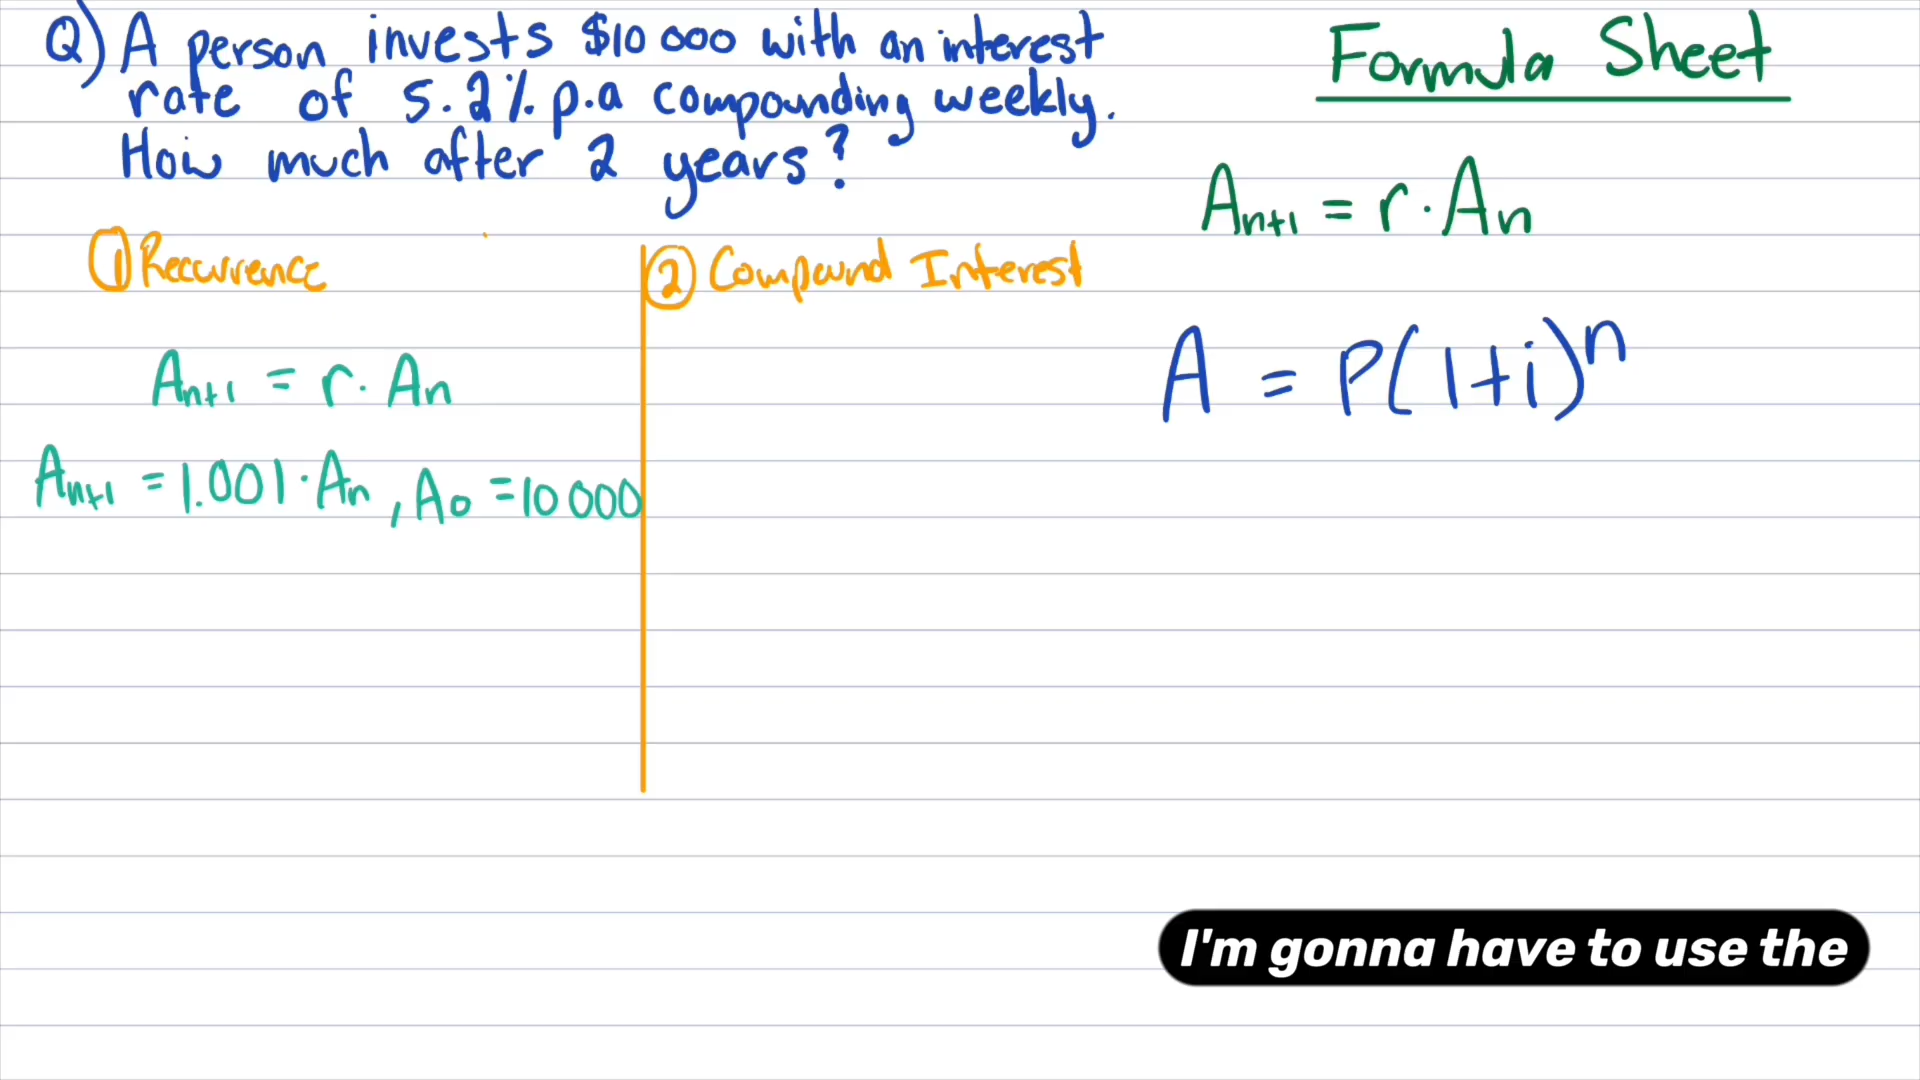 Q) A person invests $10 000 with an interest
rate of 5.2% p.a compounding weekly.
How much after 2 years?
① Recurrence
Aₙ₊₁ = r · Aₙ
Aₙ₊₁ = 1.001 · Aₙ , A₀ = 10 000
② Compound Interest
Formula Sheet
Aₙ₊₁ = r · Aₙ
A = P(1+i)ⁿ
I'm gonna have to use the